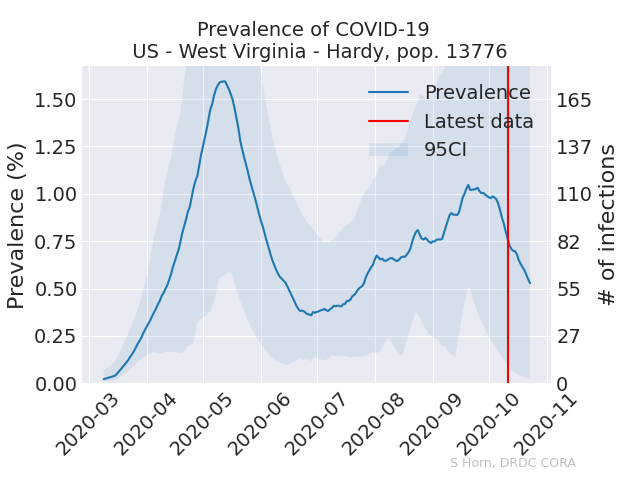 Prevalence of COVID-19
US - West Virginia - Hardy, pop. 13776
Prevalence (%)
1.50
1.25
1.00
0.75
0.50
0.25
0.00
Prevalence
Latest data
95CI
165
137
110
82
55
27
0
# of infections
2020-03
2020-04
2020-05
2020-06
2020-07
2020-08
2020-09
2020-10
2020-11
S Horn, DRDC CORA